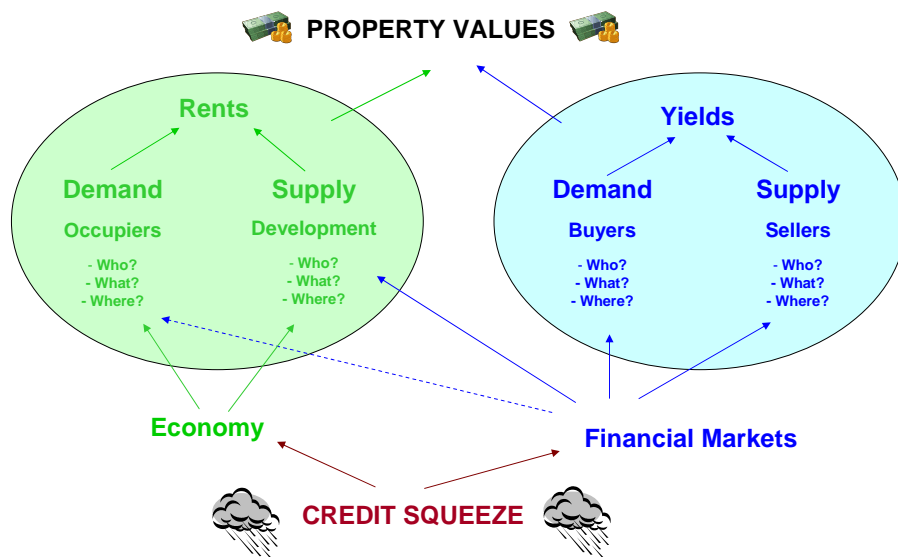 PROPERTY VALUES
Rents
Demand
Supply
Occupiers
Development
- Who?
- What?
- Where?
- Who?
- What?
- Where?
Yields
Demand
Supply
Buyers
Sellers
- Who?
- What?
- Where?
- Who?
- What?
- Where?
Economy
Financial Markets
CREDIT SQUEEZE